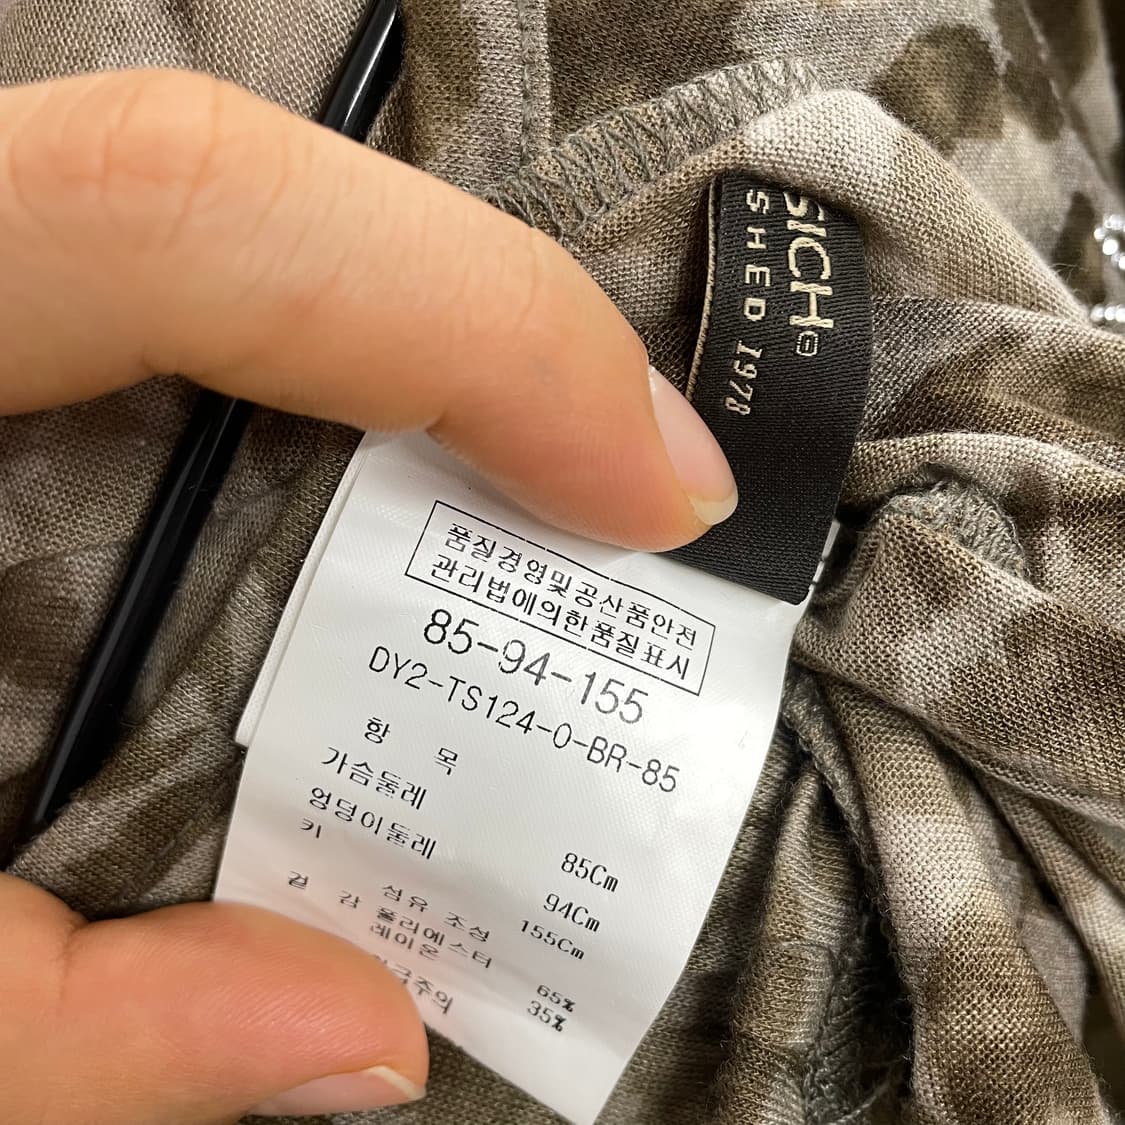 SICH
SHED 1978
품질경영및공산품안전
관리법에의한품질표시
85-94-155
DY2-TS124-0-BR-85
항 목
가슴둘레 85Cm
엉덩이둘레 94Cm
키 155Cm
섬유 조성
겉 감 폴리에스터 65%
레이온 35%